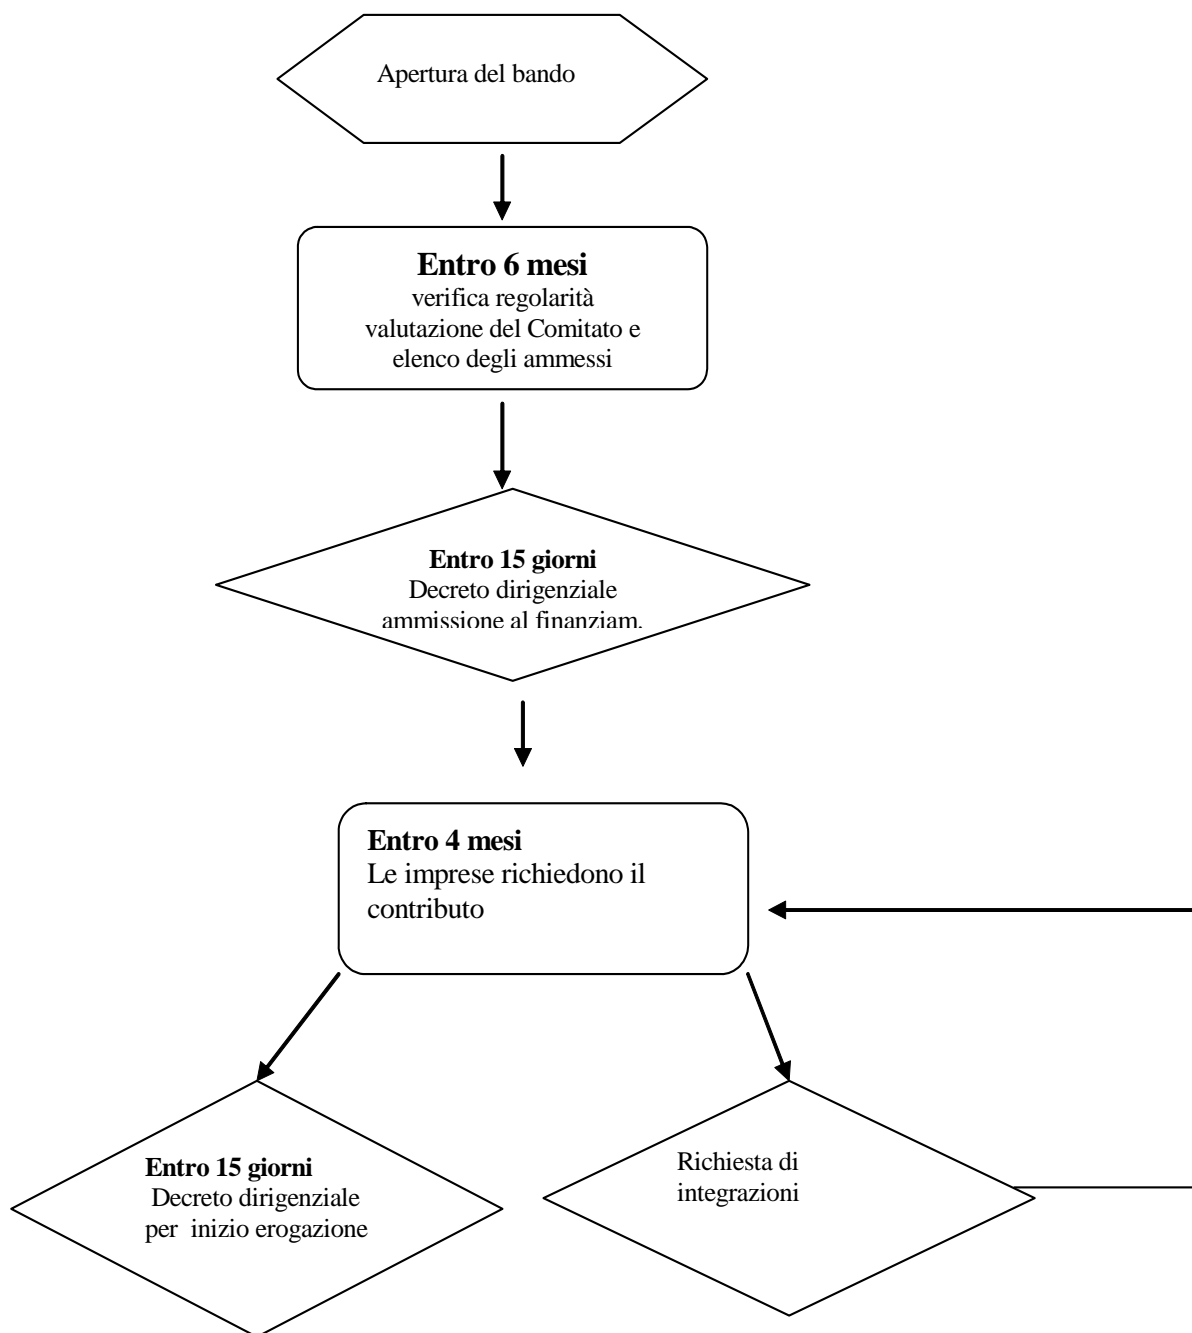 Apertura del bando
Entro 6 mesi
verifica regolarità
valutazione del Comitato e
elenco degli ammessi
Entro 15 giorni
Decreto dirigenziale
ammissione al finanziam.
Entro 4 mesi
Le imprese richiedono il
contributo
Entro 15 giorni
Decreto dirigenziale
per inizio erogazione
Richiesta di
integrazioni